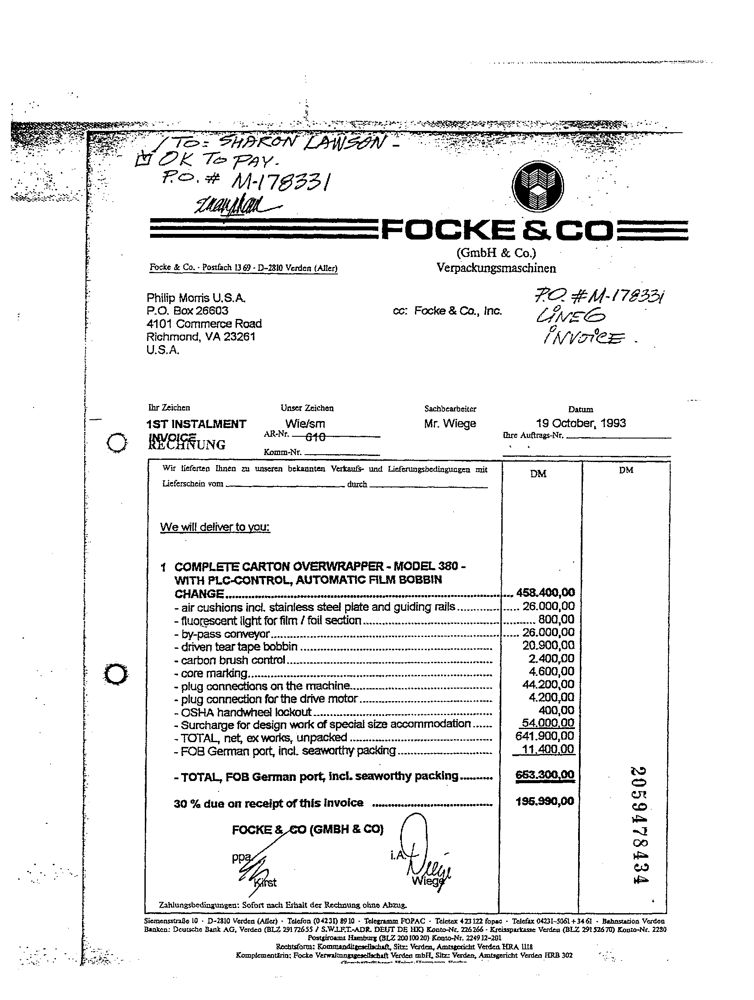 TO: SHARON LAWSON -
OK TO PAY.
P.O. # M-178331
FOCKE & CO
(GmbH & Co.)
Verpackungsmaschinen
Focke & Co. · Postfach 13 69 · D-2810 Verden (Aller)
P.O. #M-178331
LINE 6
INVOICE.
Philip Morris U.S.A.
P.O. Box 26603
4101 Commerce Road
Richmond, VA 23261
U.S.A.
cc: Focke & Co., Inc.
Ihr Zeichen Unser Zeichen Sachbearbeiter Datum
1ST INSTALMENT Wie/sm Mr. Wiege 19 October, 1993
INVOICE AR-Nr. 610 Ihre Auftrags-Nr.
RECHNUNG
Komm-Nr.
Wir lieferten Ihnen zu unseren bekannten Verkaufs- und Lieferungsbedingungen mit DM DM
Lieferschein vom durch
We will deliver to you:
1 COMPLETE CARTON OVERWRAPPER - MODEL 380 -
WITH PLC-CONTROL, AUTOMATIC FILM BOBBIN
CHANGE 458.400,00
- air cushions incl. stainless steel plate and guiding rails 26.000,00
- fluorescent light for film / foil section 800,00
- by-pass conveyor 26.000,00
- driven tear tape bobbin 20.900,00
- carbon brush control 2.400,00
- core marking 4.600,00
- plug connections on the machine 44.200,00
- plug connection for the drive motor 4.200,00
- OSHA handwheel lockout 400,00
- Surcharge for design work of special size accommodation 54.000,00
- TOTAL, net, ex works, unpacked 641.900,00
- FOB German port, incl. seaworthy packing 11.400,00
- TOTAL, FOB German port, incl. seaworthy packing 653.300,00
30 % due on receipt of this invoice 195.990,00
FOCKE & CO (GMBH & CO)
ppa. i.A.
Kirst Wiege
2059478434
Zahlungsbedingungen: Sofort nach Erhalt der Rechnung ohne Abzug.
Siemensstraße 10 · D-2810 Verden (Aller) · Telefon (0 42 31) 89 10 · Telegramm FOPAC · Teletex 4 23 122 fopac · Telefax 04231-5061 + 34 61 · Bahnstation Verden
Banken: Deutsche Bank AG, Verden (BLZ 291 726 55 / S.W.I.F.T.-ADR. DEUT DE HK) Konto-Nr. 226 266 · Kreissparkasse Verden (BLZ 291 526 70) Konto-Nr. 2280
Postgiroamt Hamburg (BLZ 200 100 20) Konto-Nr. 2249 12-201
Rechtsform: Kommanditgesellschaft, Sitz: Verden, Amtsgericht Verden HRA 1118
Komplementärin: Focke Verwaltungsgesellschaft Verden mbH, Sitz: Verden, Amtsgericht Verden HRB 302